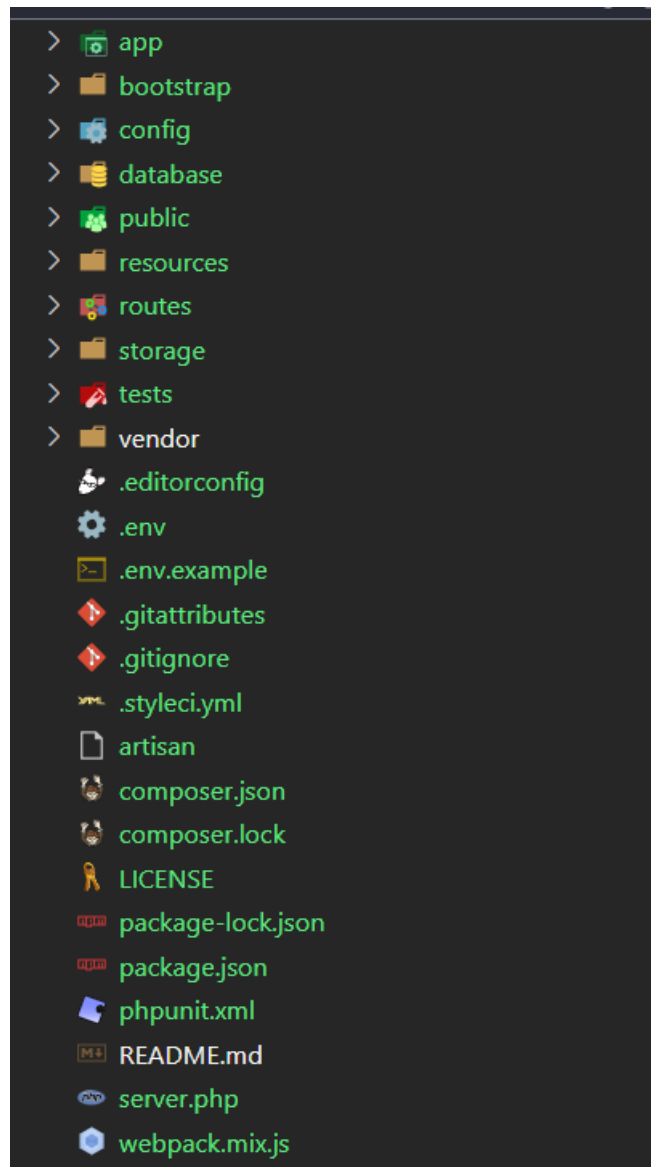 app
bootstrap
config
database
public
resources
routes
storage
tests
vendor
.editorconfig
.env
.env.example
.gitattributes
.gitignore
.styleci.yml
artisan
composer.json
composer.lock
LICENSE
package-lock.json
package.json
phpunit.xml
README.md
server.php
webpack.mix.js